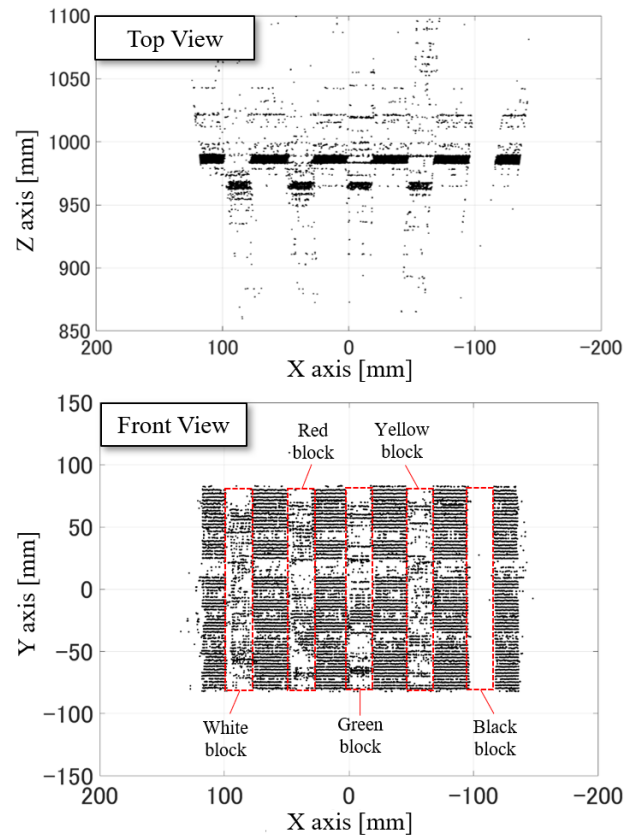 Top View
1100
1050
1000
950
900
850
200
100
0
-100
-200
Z axis [mm]
X axis [mm]
Front View
Red
block
Yellow
block
150
100
50
0
-50
-100
-150
White
block
Green
block
Black
block
200
100
0
-100
-200
Y axis [mm]
X axis [mm]